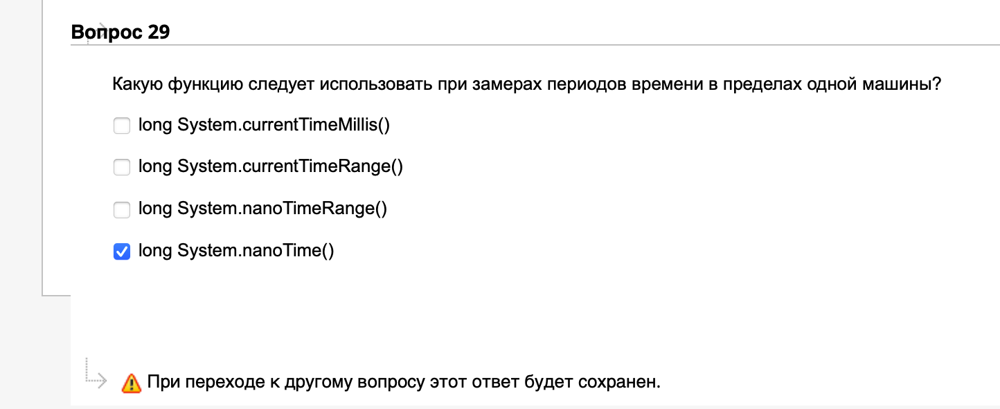 Вопрос 29
Какую функцию следует использовать при замерах периодов времени в пределах одной машины?
long System.currentTimeMillis()
long System.currentTimeRange()
long System.nanoTimeRange()
long System.nanoTime()
При переходе к другому вопросу этот ответ будет сохранен.